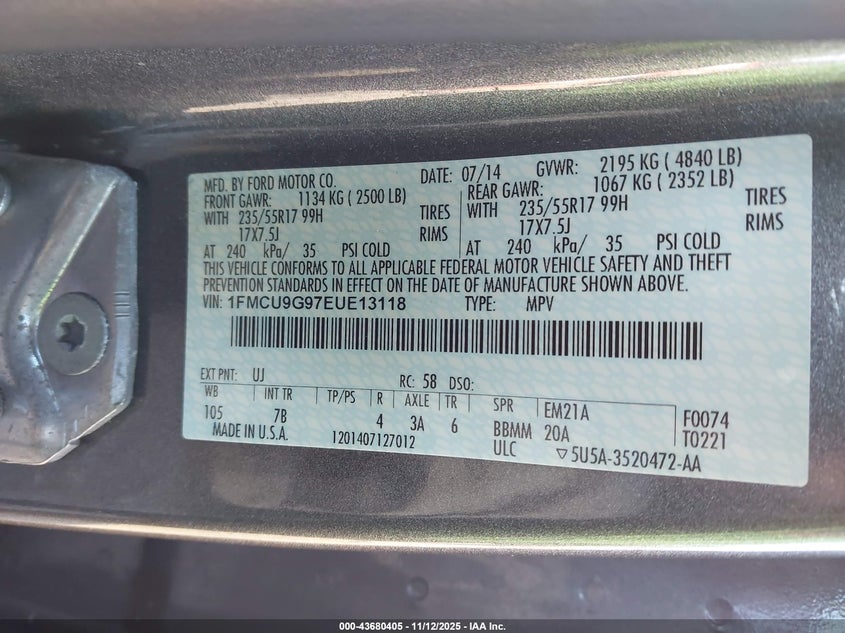 MFD. BY FORD MOTOR CO. DATE: 07/14 GVWR: 2195 KG ( 4840 LB)
FRONT GAWR: 1134 KG ( 2500 LB) REAR GAWR: 1067 KG ( 2352 LB)
WITH 235/55R17 99H TIRES WITH 235/55R17 99H TIRES
17X7.5J RIMS 17X7.5J RIMS
AT 240 kPa/ 35 PSI COLD AT 240 kPa/ 35 PSI COLD
THIS VEHICLE CONFORMS TO ALL APPLICABLE FEDERAL MOTOR VEHICLE SAFETY AND THEFT
PREVENTION STANDARDS IN EFFECT ON THE DATE OF MANUFACTURE SHOWN ABOVE.
VIN: 1FMCU9G97EUE13118 TYPE: MPV
EXT PNT: UJ RC: 58 DSO:
WB INT TR TP/PS R AXLE TR SPR EM21A F0074
105 7B 4 3A 6 BBMM 20A T0221
MADE IN U.S.A. 1201407127012 ULC ▽5U5A-3520472-AA
000-43680405 - 11/12/2025 - IAA Inc.